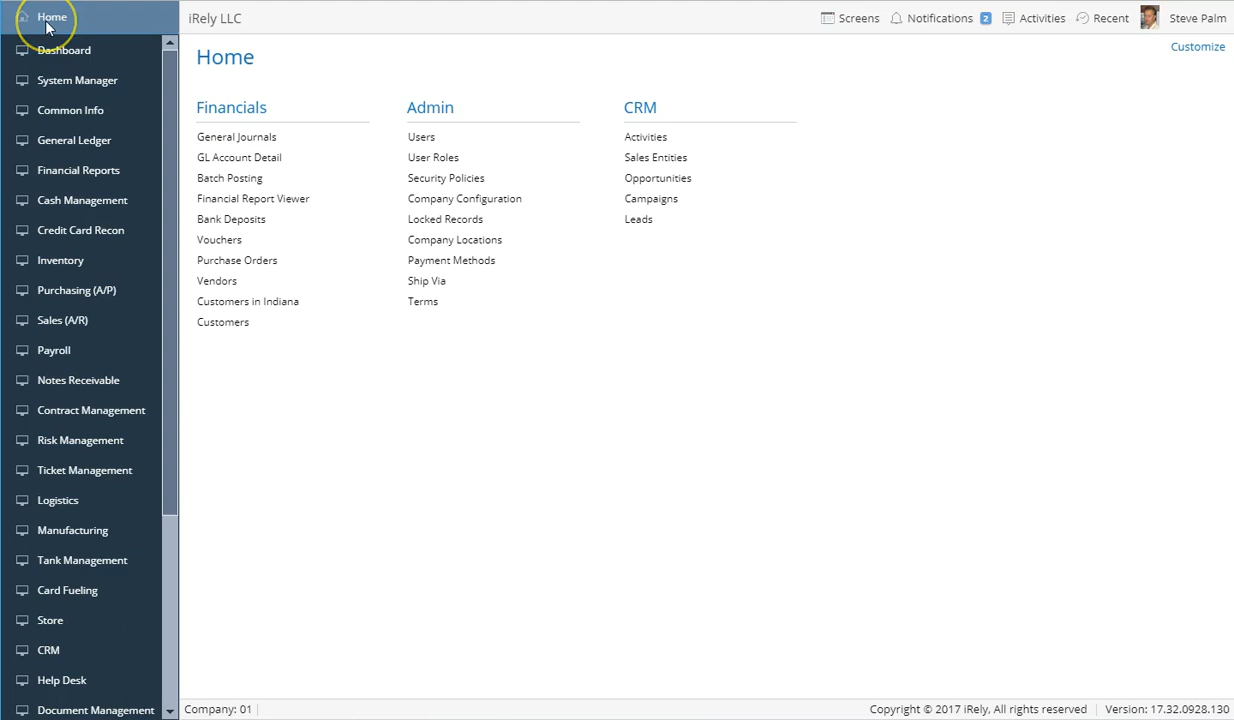 Home
iRely LLC
Screens
Notifications 2
Activities
Recent
Steve Palm
Dashboard
System Manager
Common Info
General Ledger
Financial Reports
Cash Management
Credit Card Recon
Inventory
Purchasing (A/P)
Sales (A/R)
Payroll
Notes Receivable
Contract Management
Risk Management
Ticket Management
Logistics
Manufacturing
Tank Management
Card Fueling
Store
CRM
Help Desk
Document Management
Home
Customize
Financials
General Journals
GL Account Detail
Batch Posting
Financial Report Viewer
Bank Deposits
Vouchers
Purchase Orders
Vendors
Customers in Indiana
Customers
Admin
Users
User Roles
Security Policies
Company Configuration
Locked Records
Company Locations
Payment Methods
Ship Via
Terms
CRM
Activities
Sales Entities
Opportunities
Campaigns
Leads
Company: 01
Copyright © 2017 iRely, All rights reserved
Version: 17.32.0928.130